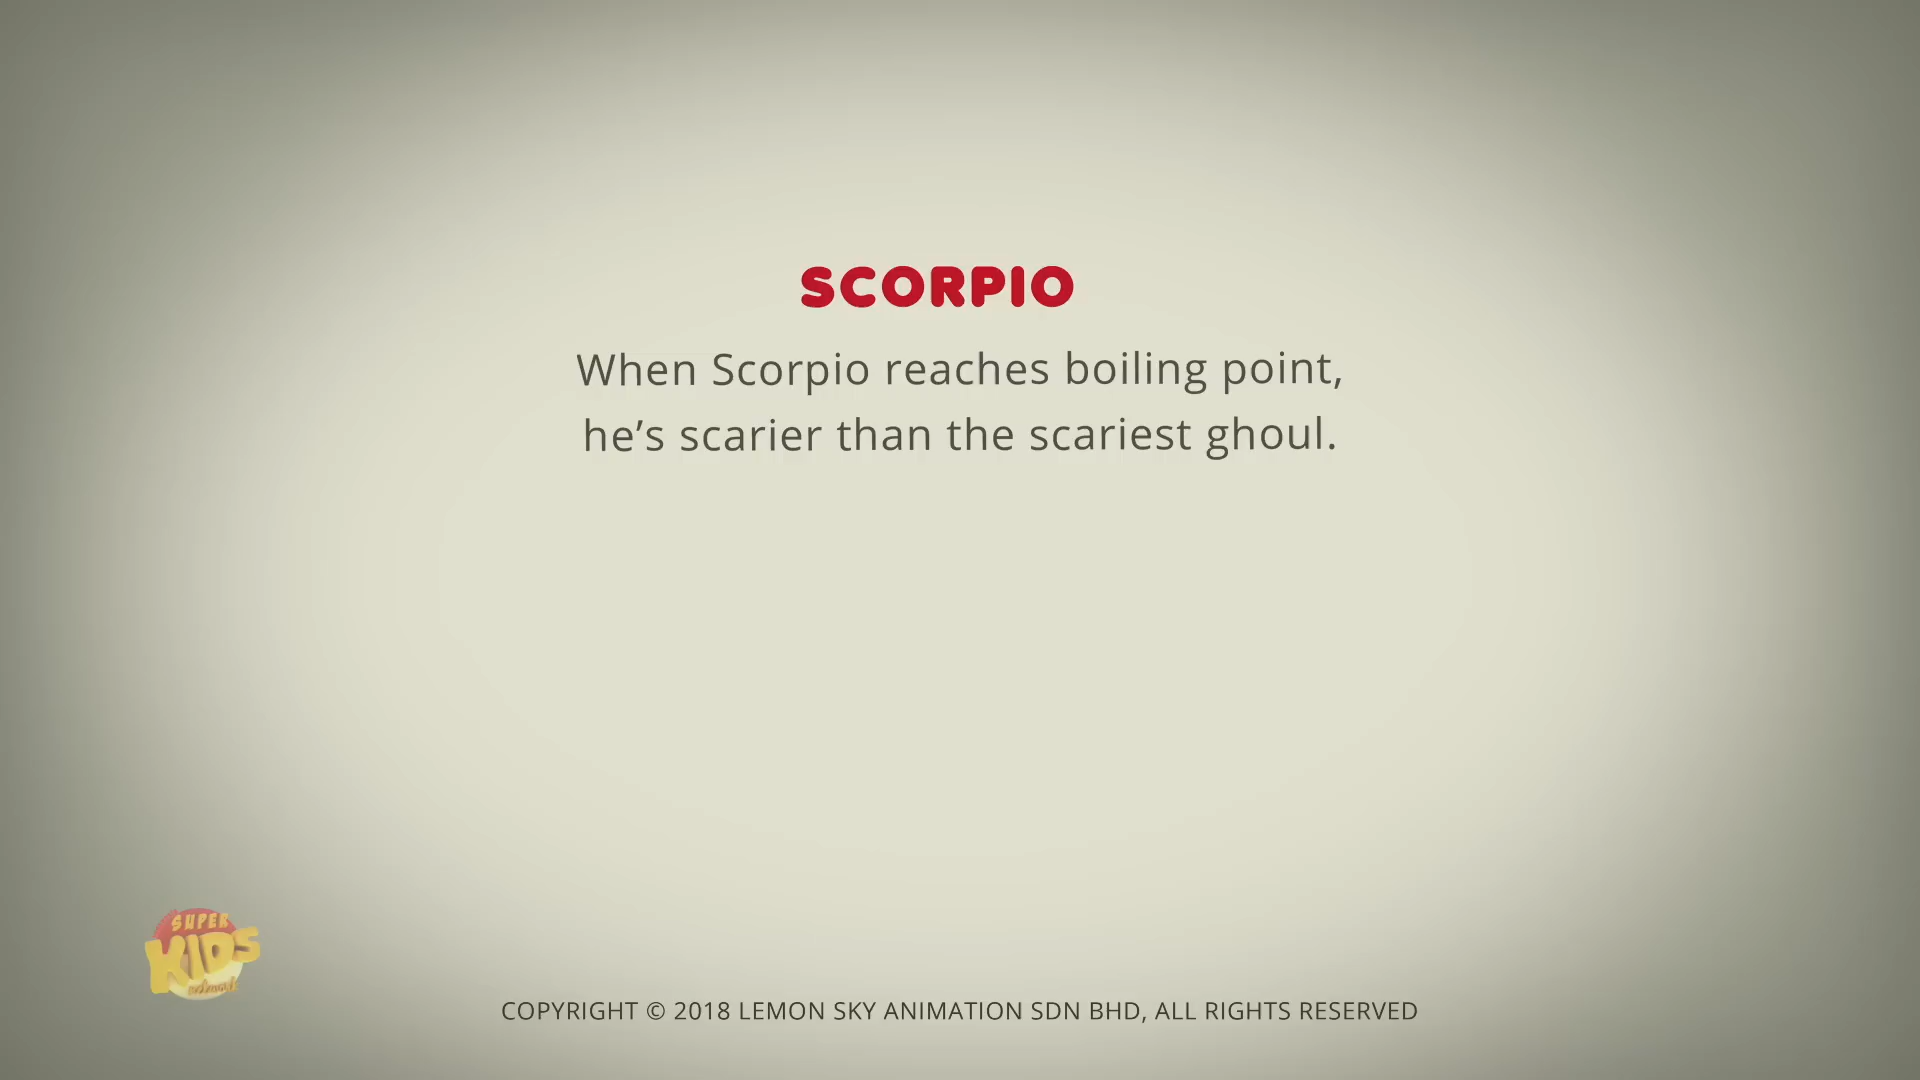 SCORPIO
When Scorpio reaches boiling point,
he’s scarier than the scariest ghoul.
SUPER
KIDS
network
COPYRIGHT © 2018 LEMON SKY ANIMATION SDN BHD, ALL RIGHTS RESERVED